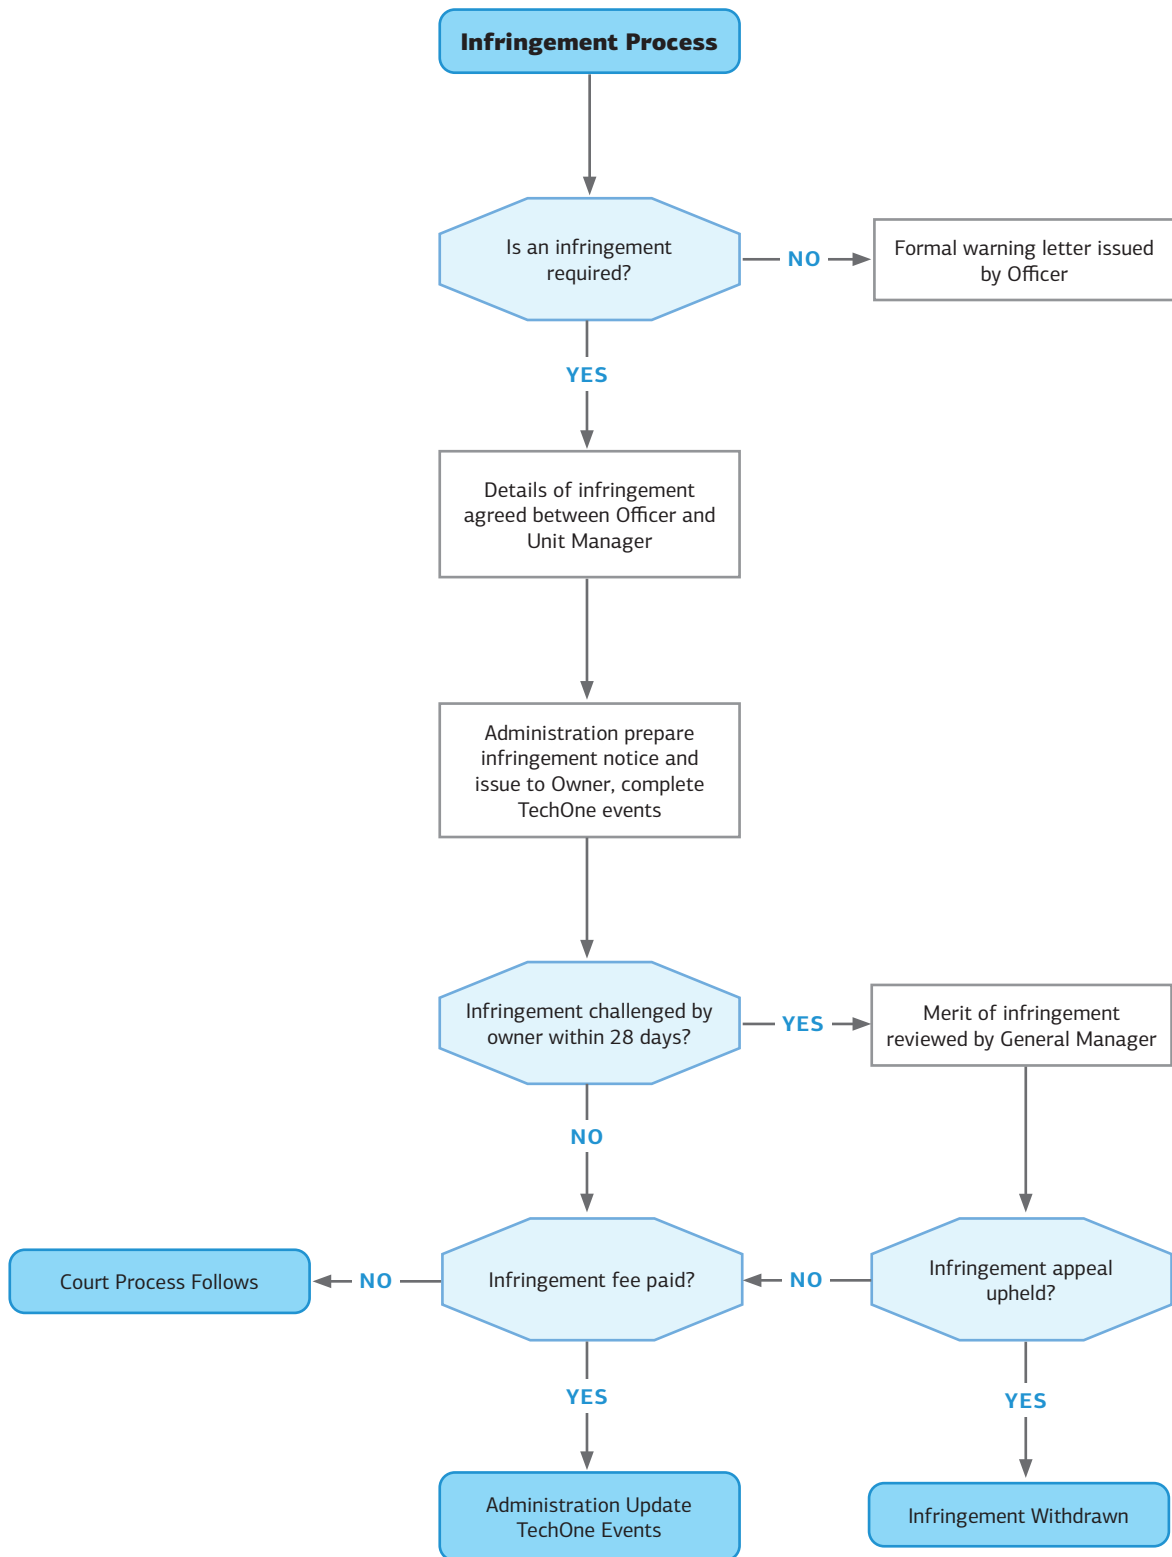 Infringement Process
Is an infringement
required?
NO
Formal warning letter issued
by Officer
YES
Details of infringement
agreed between Officer and
Unit Manager
Administration prepare
infringement notice and
issue to Owner, complete
TechOne events
Infringement challenged by
owner within 28 days?
YES
Merit of infringement
reviewed by General Manager
NO
Court Process Follows
NO
Infringement fee paid?
NO
Infringement appeal
upheld?
YES
YES
Administration Update
TechOne Events
Infringement Withdrawn